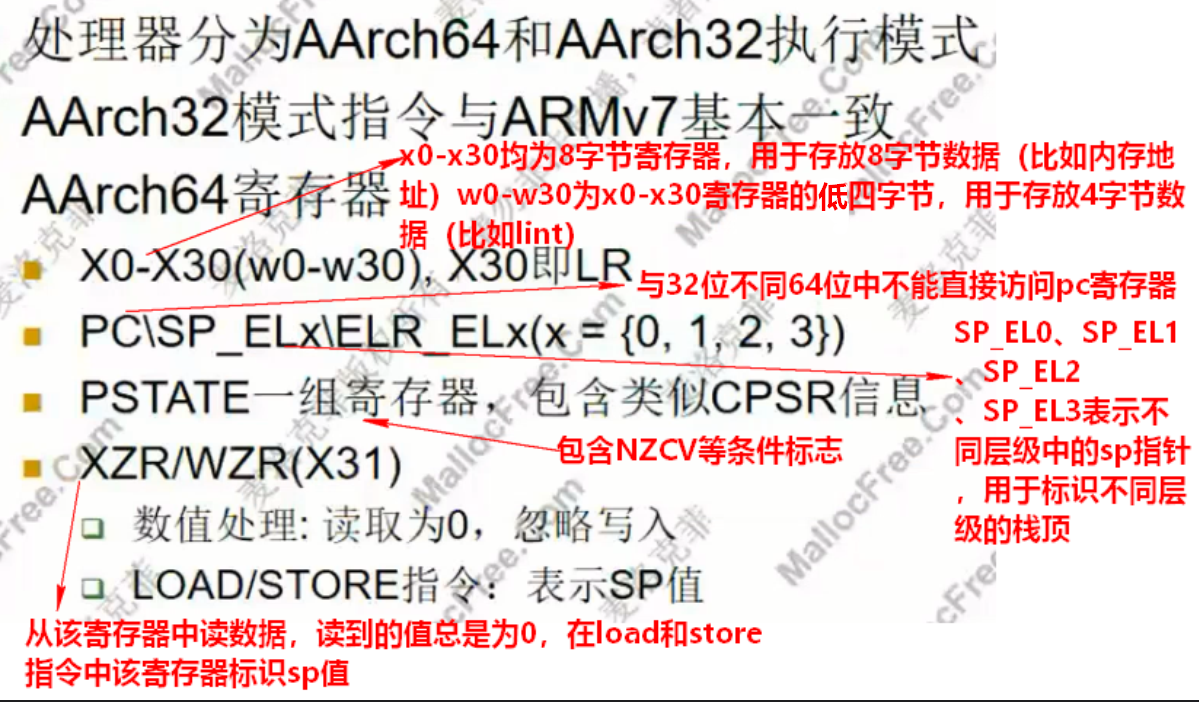 处理器分为AArch64和AArch32执行模式
AArch32模式指令与ARMv7基本一致
x0-x30均为8字节寄存器，用于存放8字节数据（比如内存地
址）w0-w30为x0-x30寄存器的低四字节，用于存放4字节数
据（比如lint）
AArch64寄存器
X0-X30(w0-w30), X30即LR
与32位不同64位中不能直接访问pc寄存器
PC\SP_ELx\ELR_ELx(x = {0, 1, 2, 3})
SP_EL0、SP_EL1
、SP_EL2
、SP_EL3表示不
同层级中的sp指针
，用于标识不同层
级的栈顶
PSTATE一组寄存器，包含类似CPSR信息
包含NZCV等条件标志
XZR/WZR(X31)
数值处理: 读取为0，忽略写入
LOAD/STORE指令：表示SP值
从该寄存器中读数据，读到的值总是为0，在load和store
指令中该寄存器标识sp值
MallocFree.Com